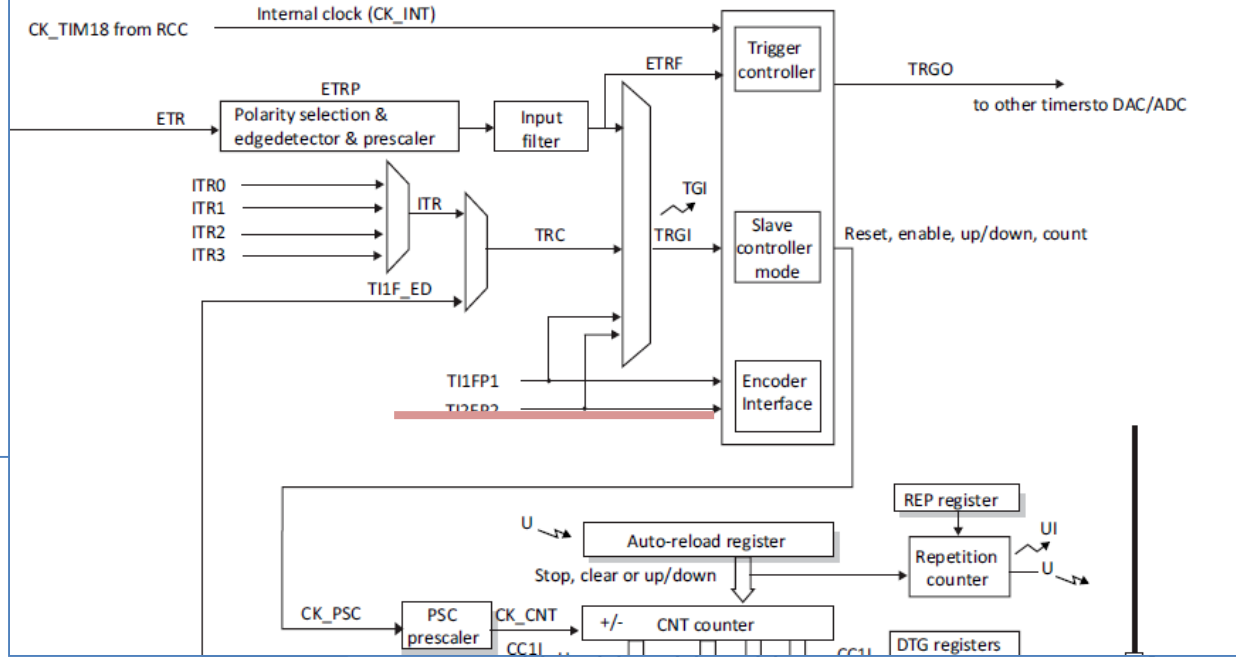 Internal clock (CK_INT)
CK_TIM18 from RCC
Trigger
controller
ETRF
TRGO
to other timersto DAC/ADC
ETRP
ETR
Polarity selection &
edgedetector & prescaler
Input
filter
ITR0
ITR1
ITR2
ITR3
ITR
TGI
TRC
TRGI
Slave
controller
mode
Reset, enable, up/down, count
TI1F_ED
TI1FP1
TI2FP2
Encoder
Interface
REP register
U
Auto-reload register
UI
Repetition
counter
U
Stop, clear or up/down
CK_PSC
PSC
prescaler
CK_CNT
+/-
CNT counter
CC1I
CC1I
DTG registers